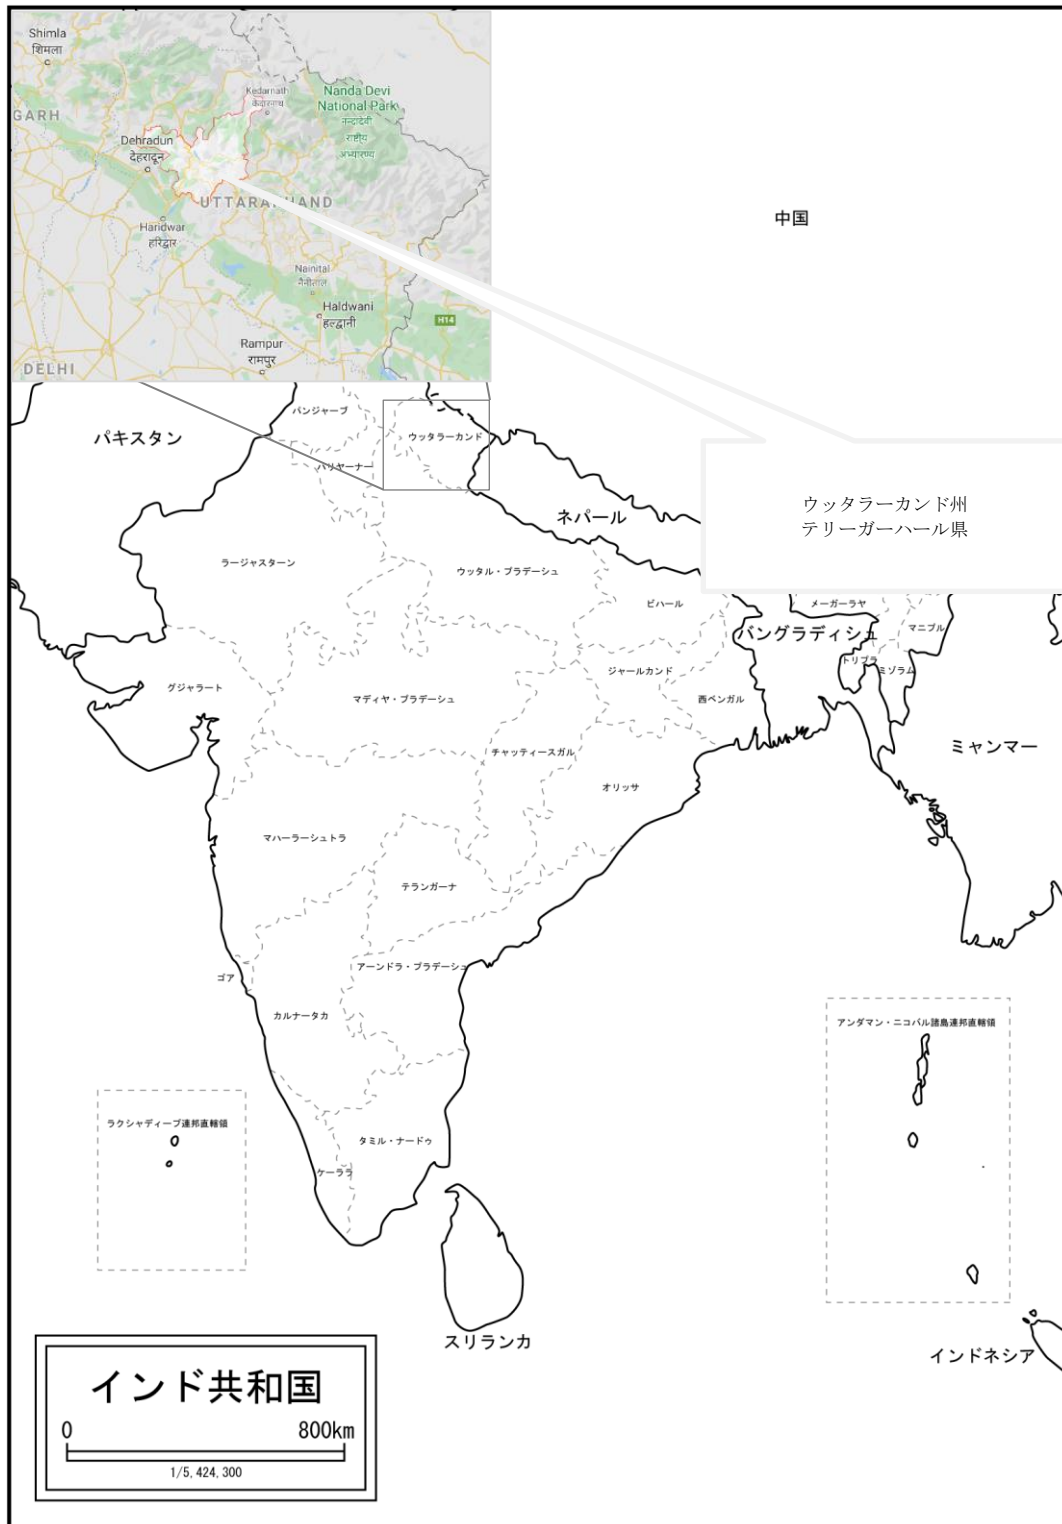 Shimla
शिमला
Kedarnath
केदारनाथ
Nanda Devi
National Park
नन्दादेवी
राष्ट्रीय
अभ्यारण्य
GARH
Dehradun
देहरादून
UTTARA
HAND
Haridwar
हरिद्वार
Nainital
नैनीताल
Haldwani
हल्द्वानी
H14
Rampur
रामपुर
DELHI
中国
パンジャーブ
パキスタン
ウッタラーカンド
ハリヤーナー
ウッタラーカンド州
テリーガーハール県
ネパール
ラージャスターン
ウッタル・プラデーシュ
ビハール
メーガーラヤ
バングラディシュ
マニプル
トリプラ
ミゾラム
ジャールカンド
グジャラート
マディヤ・プラデーシュ
西ベンガル
チャッティースガル
ミャンマー
オリッサ
マハーラーシュトラ
テランガーナ
アーンドラ・プラデーシュ
ゴア
カルナータカ
アンダマン・ニコバル諸島連邦直轄領
ラクシャディープ連邦直轄領
タミル・ナードゥ
ケーララ
スリランカ
インドネシア
インド共和国
0 800km
1/5,424,300